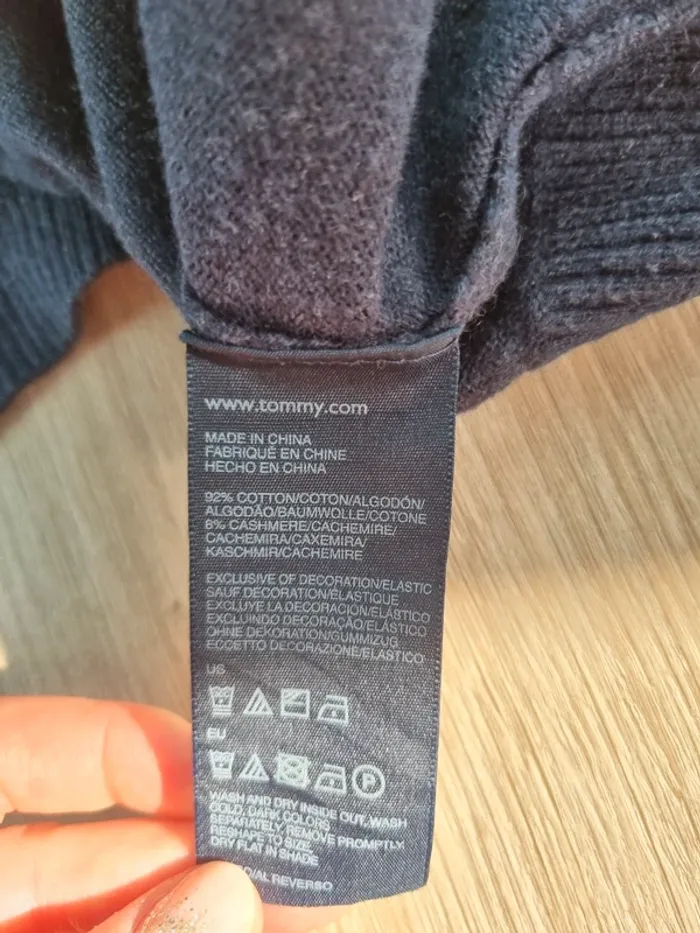 www.tommy.com
MADE IN CHINA
FABRIQUÉ EN CHINE
HECHO EN CHINA
92% COTTON/COTON/ALGODÓN/
ALGODÃO/BAUMWOLLE/COTONE
8% CASHMERE/CACHEMIRE/
CACHEMIRA/CAXEMIRA/
KASCHMIR/CACHEMIRE
EXCLUSIVE OF DECORATION/ELASTIC
SAUF DECORATION/ÉLASTIQUE
EXCLUYE LA DECORACIÓN/ELÁSTICO
EXCLUINDO DECORAÇÃO/ELÁSTICO
OHNE DEKORATION/GUMMIZUG
ECCETTO DECORAZIONE/ELASTICO
US
EU
P
WASH AND DRY INSIDE OUT, WASH
COLD, DARK COLORS
SEPARATELY, REMOVE PROMPTLY
RESHAPE TO SIZE,
DRY FLAT IN SHADE
REVERSO